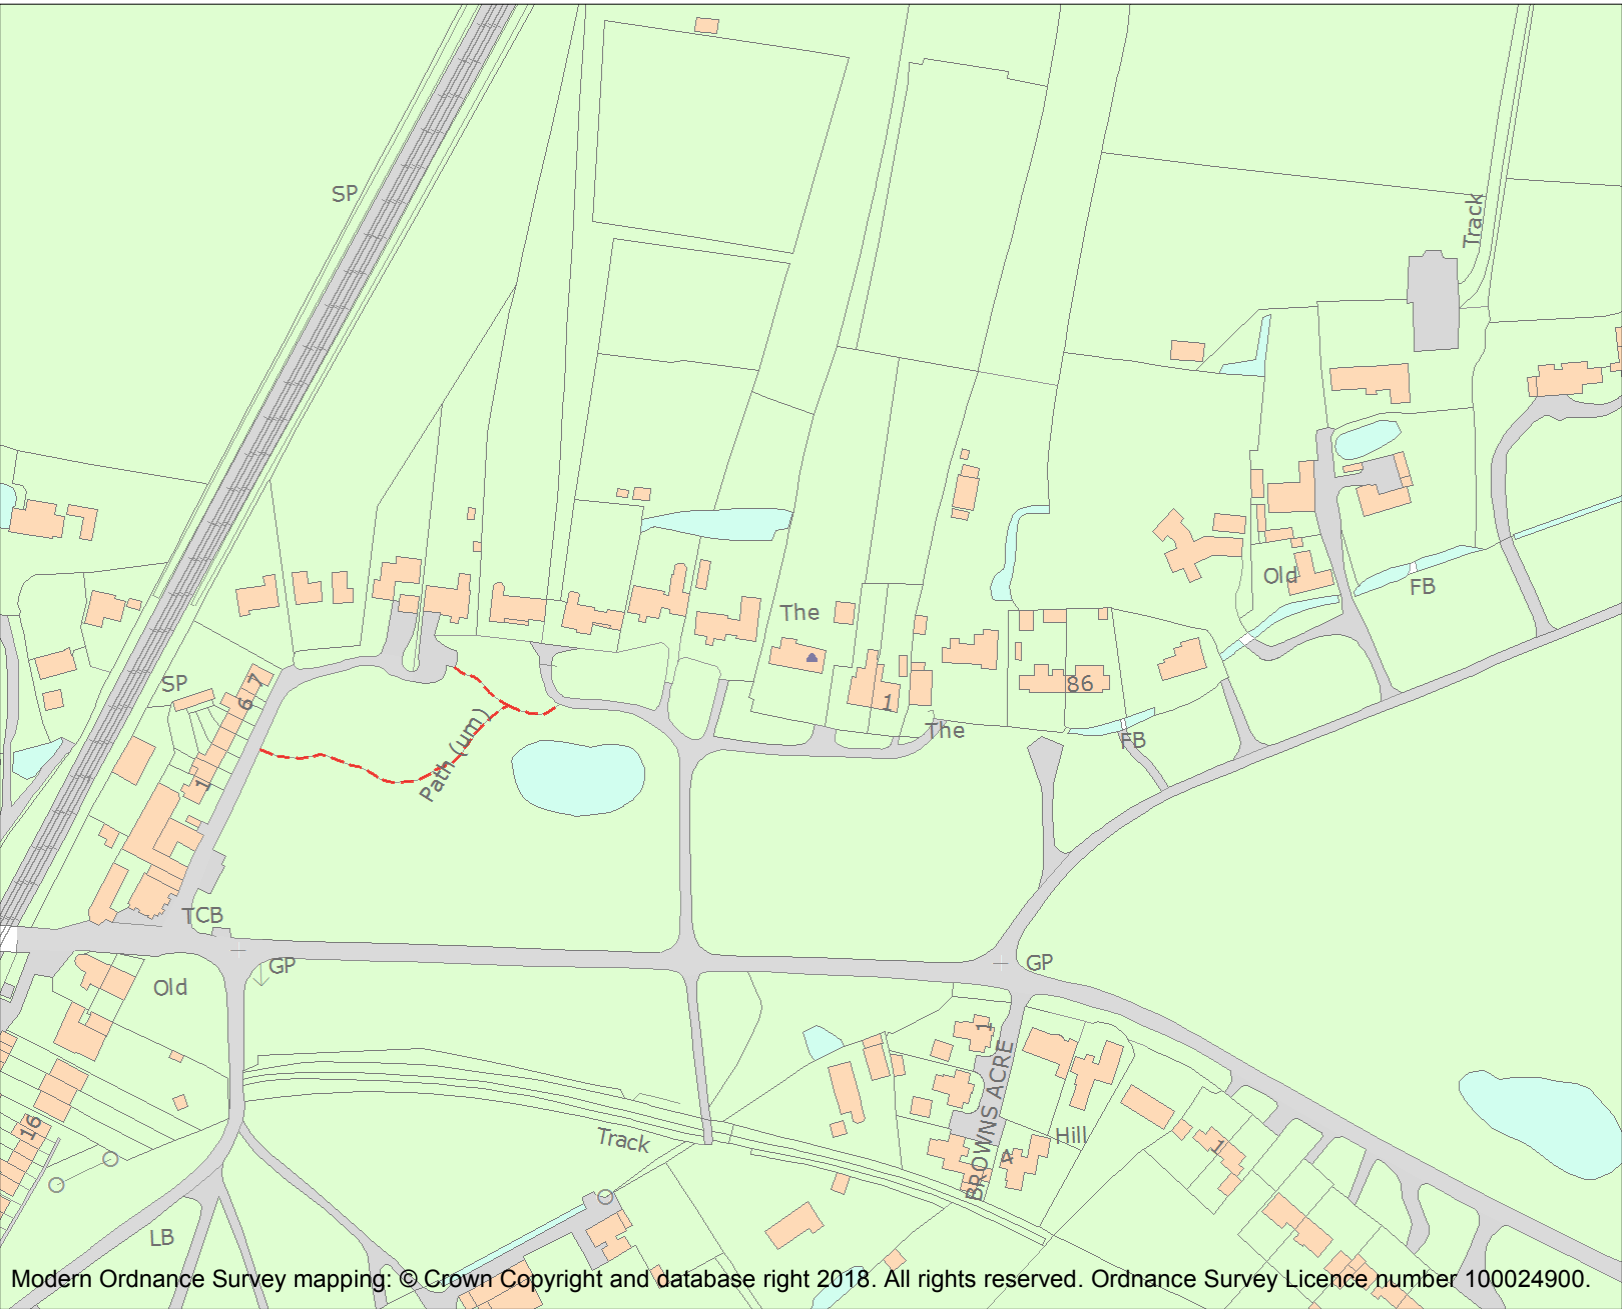 SP
Track
Old
FB
The
SP
6 7
86
1
The
FB
Path (um)
1
TCB
GP
GP
Old
1
BROWNS ACRE
16
Track
Hill
4
1
LB
Modern Ordnance Survey mapping: © Crown Copyright and database right 2018. All rights reserved. Ordnance Survey Licence number 100024900.